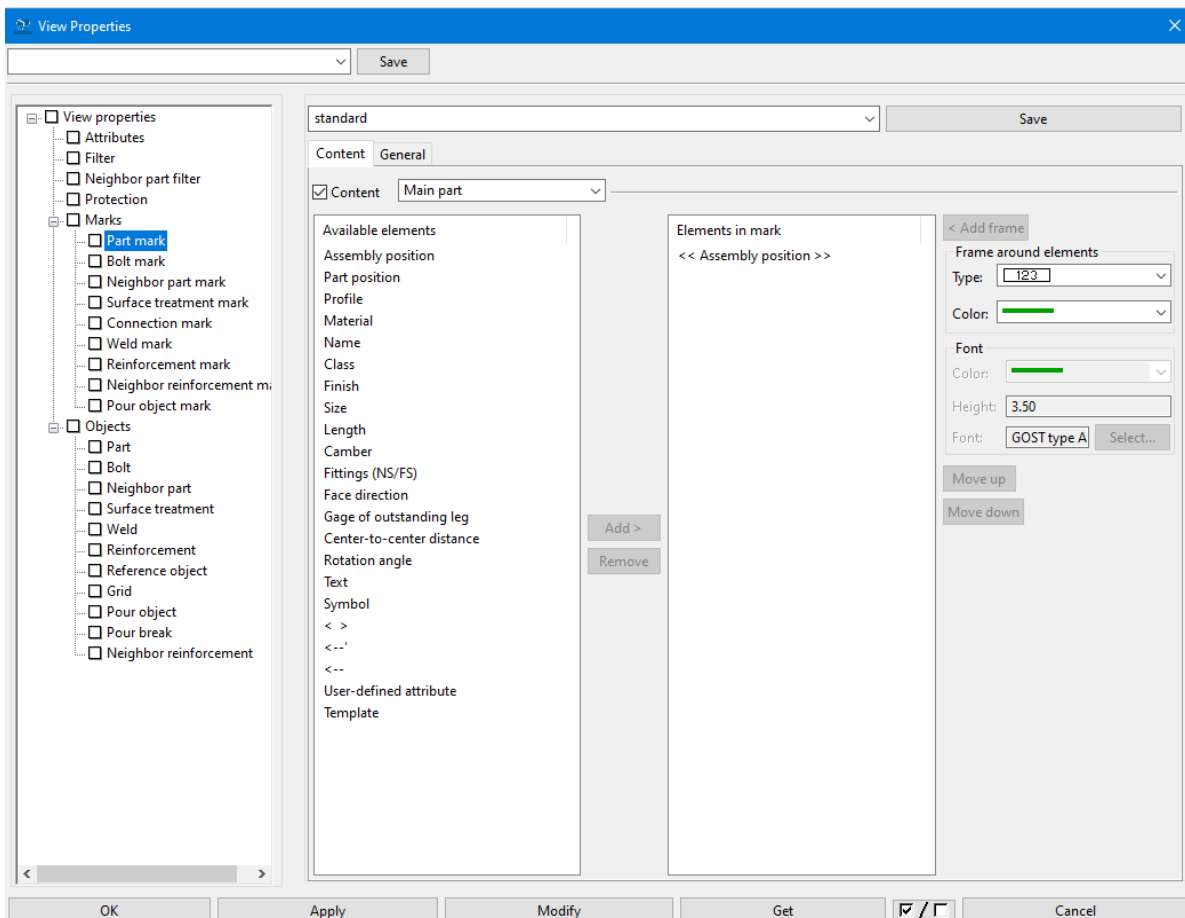 View Properties
Save
View properties
Attributes
Filter
Neighbor part filter
Protection
Marks
Part mark
Bolt mark
Neighbor part mark
Surface treatment mark
Connection mark
Weld mark
Reinforcement mark
Neighbor reinforcement ma
Pour object mark
Objects
Part
Bolt
Neighbor part
Surface treatment
Weld
Reinforcement
Reference object
Grid
Pour object
Pour break
Neighbor reinforcement
standard
Save
Content General
Content Main part
Available elements
Assembly position
Part position
Profile
Material
Name
Class
Finish
Size
Length
Camber
Fittings (NS/FS)
Face direction
Gage of outstanding leg
Center-to-center distance
Rotation angle
Text
Symbol
< >
<--'
<--
User-defined attribute
Template
Add >
Remove
Elements in mark
<< Assembly position >>
< Add frame
Frame around elements
Type: 123
Color:
Font
Color:
Height: 3.50
Font: GOST type A Select...
Move up
Move down
OK Apply Modify Get / Cancel